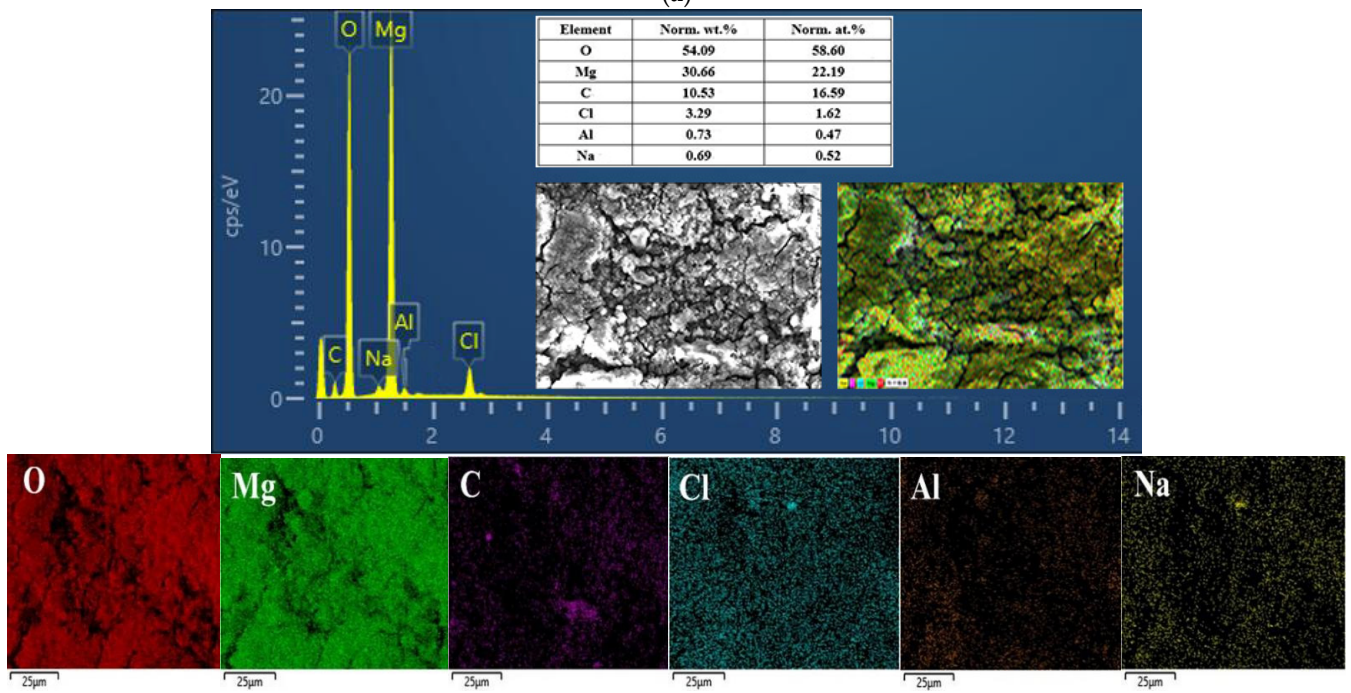 O Mg
Element Norm. wt.% Norm. at.%
O 54.09 58.60
Mg 30.66 22.19
C 10.53 16.59
Cl 3.29 1.62
Al 0.73 0.47
Na 0.69 0.52
20
cps/eV
10
Al
C Na Cl
0
0 2 4 6 8 10 12 14
O Mg C Cl Al Na
25μm 25μm 25μm 25μm 25μm 25μm